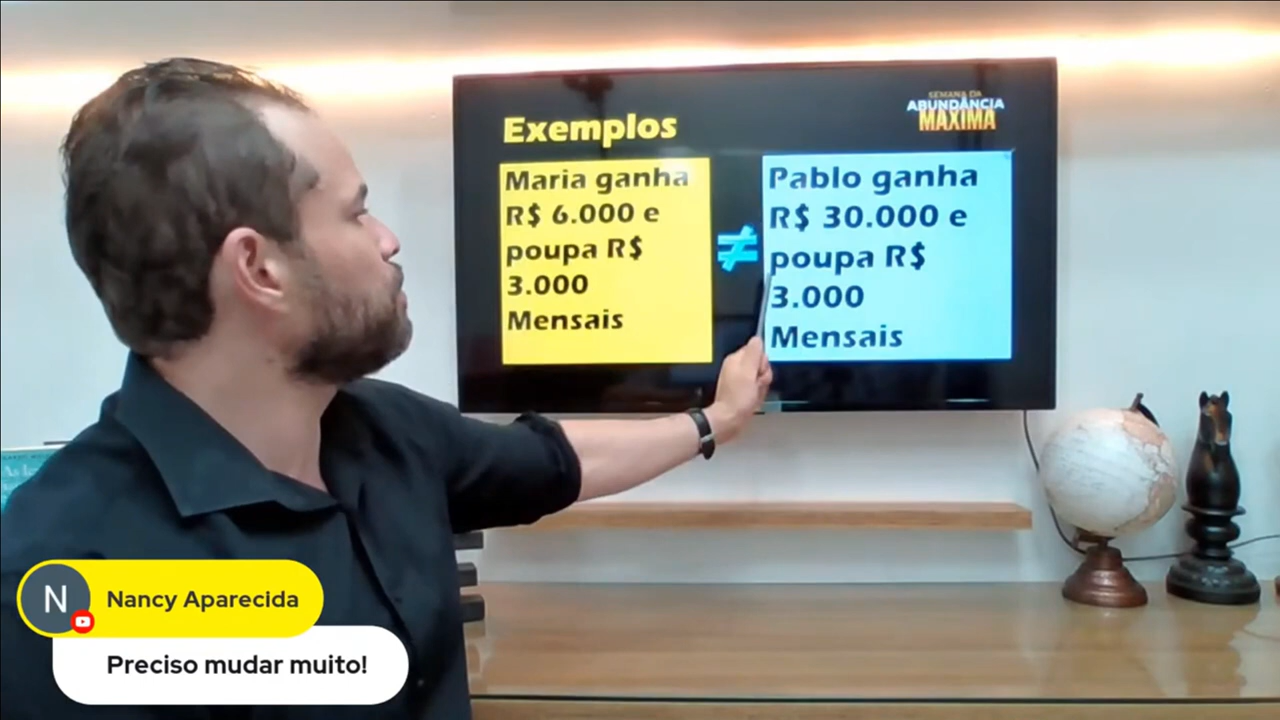 Exemplos
SEMANA DA
ABUNDÂNCIA
MÁXIMA
Maria ganha
R$ 6.000 e
poupa R$
3.000
Mensais
≠
Pablo ganha
R$ 30.000 e
poupa R$
3.000
Mensais
N
Nancy Aparecida
Preciso mudar muito!